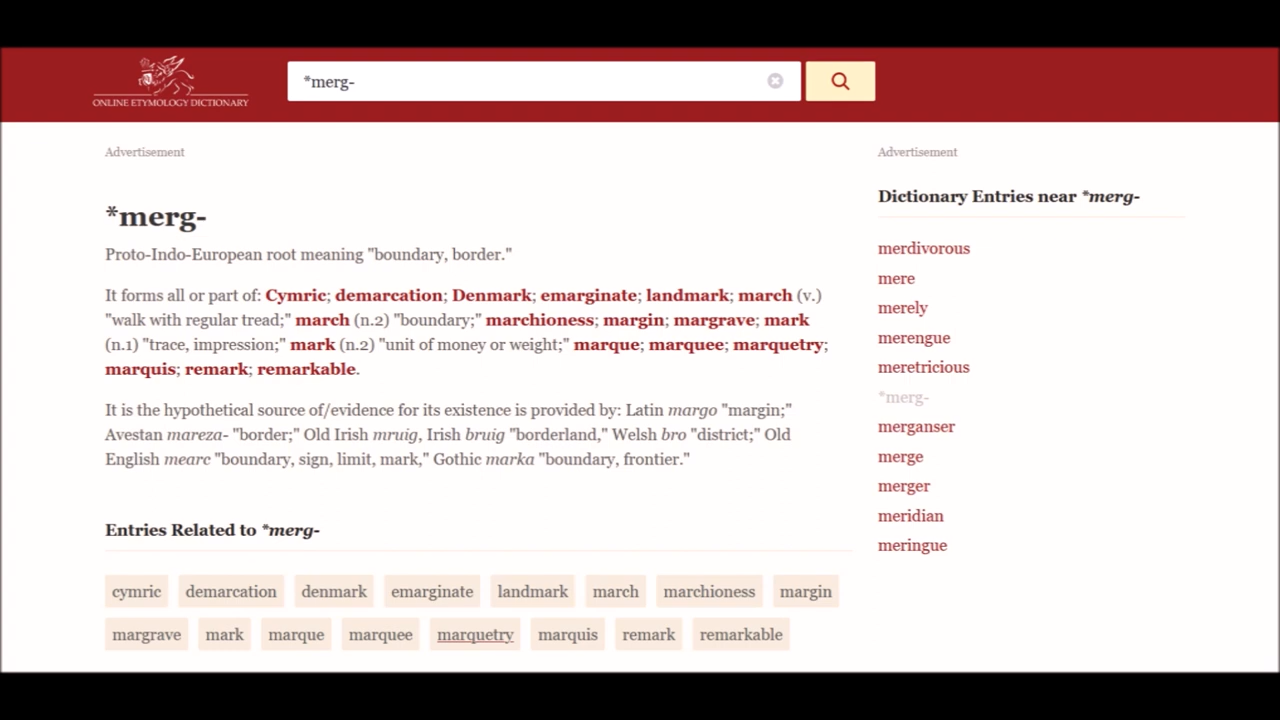 ONLINE ETYMOLOGY DICTIONARY
*merg-
Advertisement
*merg-
Proto-Indo-European root meaning "boundary, border."
It forms all or part of: Cymric; demarcation; Denmark; emarginate; landmark; march (v.)
"walk with regular tread;" march (n.2) "boundary;" marchioness; margin; margrave; mark
(n.1) "trace, impression;" mark (n.2) "unit of money or weight;" marque; marquee; marquetry;
marquis; remark; remarkable.
It is the hypothetical source of/evidence for its existence is provided by: Latin margo "margin;"
Avestan mareza- "border;" Old Irish mruig, Irish bruig "borderland," Welsh bro "district;" Old
English mearc "boundary, sign, limit, mark," Gothic marka "boundary, frontier."
Entries Related to *merg-
cymric demarcation denmark emarginate landmark march marchioness margin
margrave mark marque marquee marquetry marquis remark remarkable
Advertisement
Dictionary Entries near *merg-
merdivorous
mere
merely
merengue
meretricious
*merg-
merganser
merge
merger
meridian
meringue